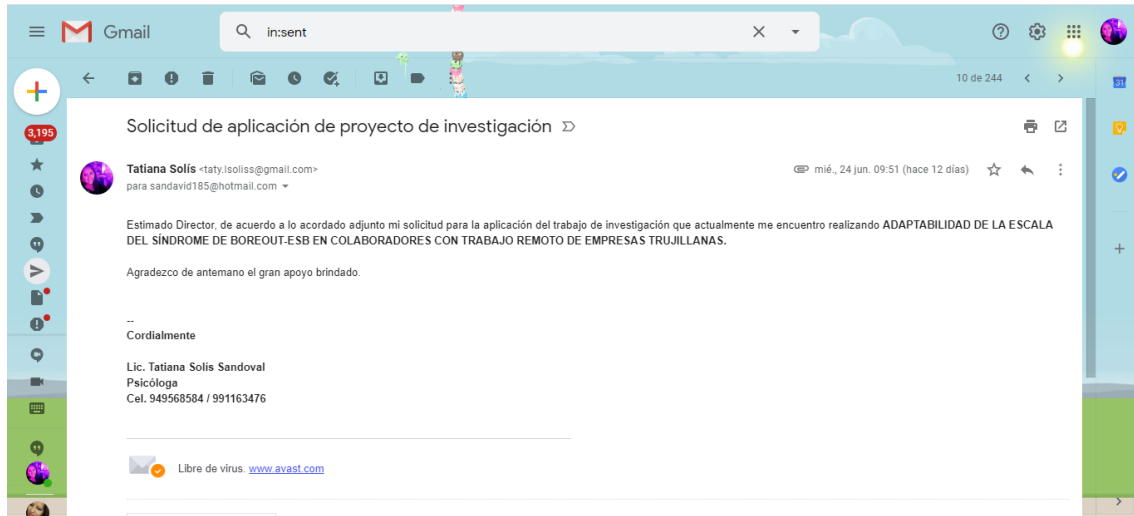 Gmail
in:sent
10 de 244
31
3,195
Solicitud de aplicación de proyecto de investigación
Tatiana Solís <taty.lsoliss@gmail.com>
mié., 24 jun. 09:51 (hace 12 días)
para sandavid185@hotmail.com
Estimado Director, de acuerdo a lo acordado adjunto mi solicitud para la aplicación del trabajo de investigación que actualmente me encuentro realizando ADAPTABILIDAD DE LA ESCALA
DEL SÍNDROME DE BOREOUT-ESB EN COLABORADORES CON TRABAJO REMOTO DE EMPRESAS TRUJILLANAS.
Agradezco de antemano el gran apoyo brindado.
--
Cordialmente
Lic. Tatiana Solís Sandoval
Psicóloga
Cel. 949568584 / 991163476
Libre de virus. www.avast.com